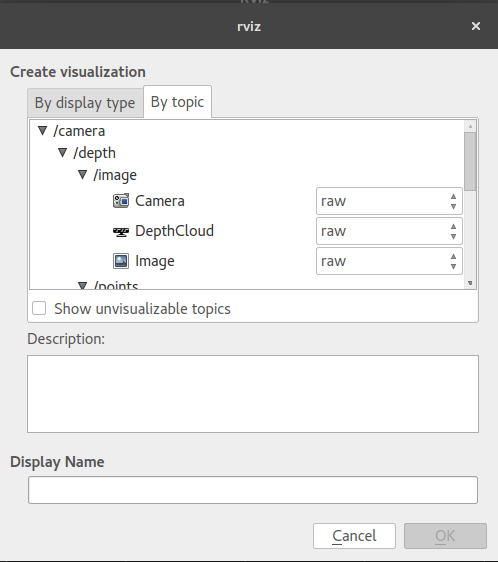 rviz
Create visualization
By display type By topic
/camera
/depth
/image
Camera raw
DepthCloud raw
Image raw
/points
Show unvisualizable topics
Description:
Display Name
Cancel OK